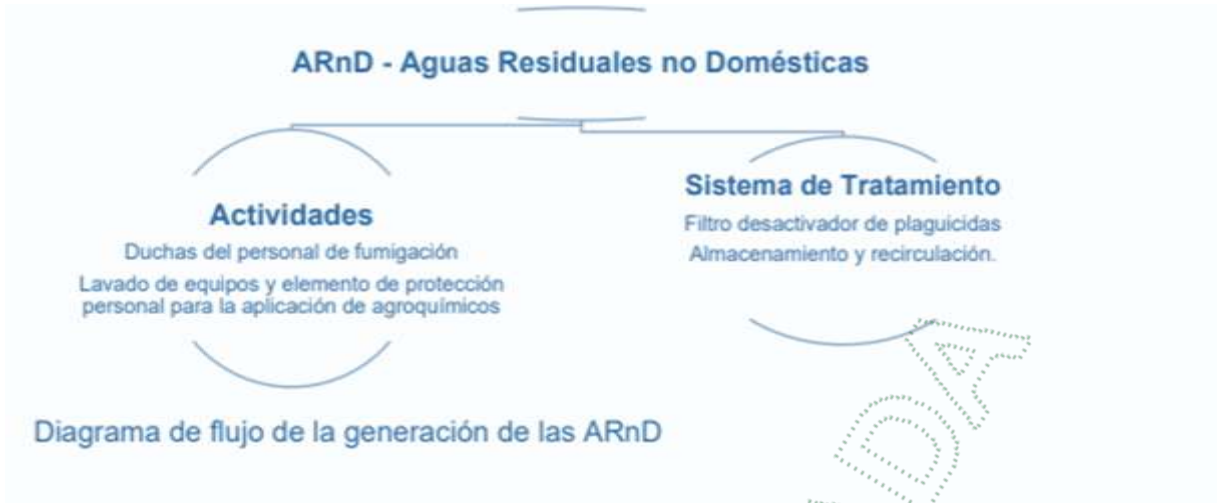 ARnD - Aguas Residuales no Domésticas
Actividades
Duchas del personal de fumigación
Lavado de equipos y elemento de protección
personal para la aplicación de agroquímicos
Sistema de Tratamiento
Filtro desactivador de plaguicidas
Almacenamiento y recirculación.
Diagrama de flujo de la generación de las ARnD
DA